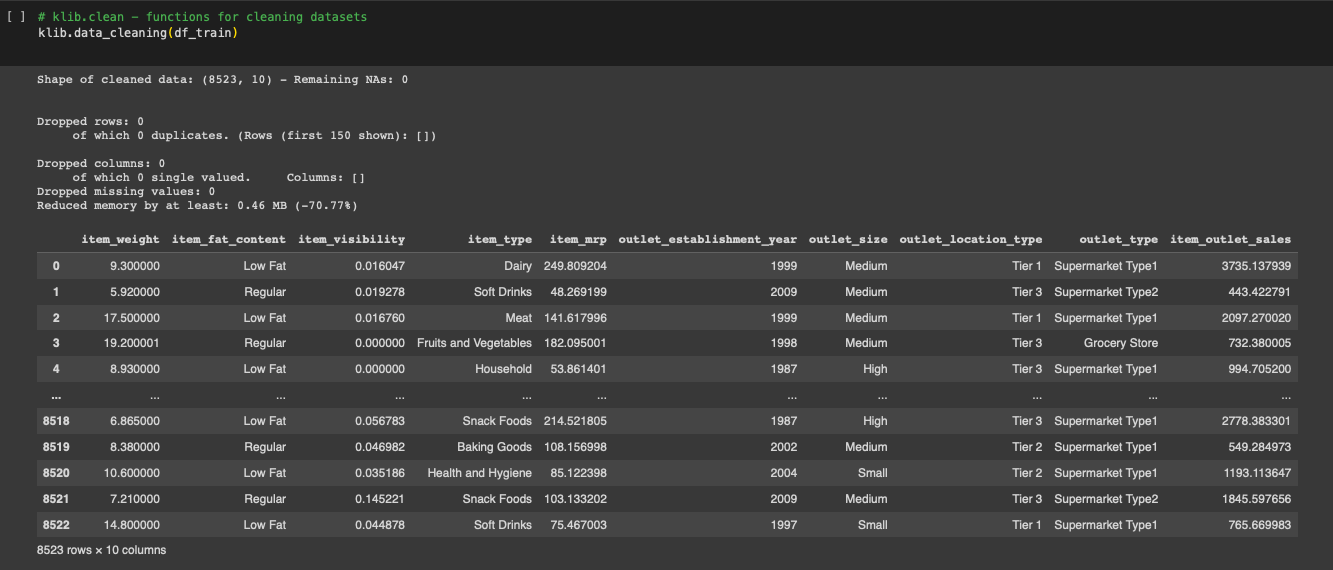 [ ] # klib.clean - functions for cleaning datasets
klib.data_cleaning(df_train)
Shape of cleaned data: (8523, 10) - Remaining NAs: 0
Dropped rows: 0
of which 0 duplicates. (Rows (first 150 shown): [])
Dropped columns: 0
of which 0 single valued. Columns: []
Dropped missing values: 0
Reduced memory by at least: 0.46 MB (-70.77%)
item_weight item_fat_content item_visibility item_type item_mrp outlet_establishment_year outlet_size outlet_location_type outlet_type item_outlet_sales
0 9.300000 Low Fat 0.016047 Dairy 249.809204 1999 Medium Tier 1 Supermarket Type1 3735.137939
1 5.920000 Regular 0.019278 Soft Drinks 48.269199 2009 Medium Tier 3 Supermarket Type2 443.422791
2 17.500000 Low Fat 0.016760 Meat 141.617996 1999 Medium Tier 1 Supermarket Type1 2097.270020
3 19.200001 Regular 0.000000 Fruits and Vegetables 182.095001 1998 Medium Tier 3 Grocery Store 732.380005
4 8.930000 Low Fat 0.000000 Household 53.861401 1987 High Tier 3 Supermarket Type1 994.705200
... ... ... ... ... ... ... ... ... ... ...
8518 6.865000 Low Fat 0.056783 Snack Foods 214.521805 1987 High Tier 3 Supermarket Type1 2778.383301
8519 8.380000 Regular 0.046982 Baking Goods 108.156998 2002 Medium Tier 2 Supermarket Type1 549.284973
8520 10.600000 Low Fat 0.035186 Health and Hygiene 85.122398 2004 Small Tier 2 Supermarket Type1 1193.113647
8521 7.210000 Regular 0.145221 Snack Foods 103.133202 2009 Medium Tier 3 Supermarket Type2 1845.597656
8522 14.800000 Low Fat 0.044878 Soft Drinks 75.467003 1997 Small Tier 1 Supermarket Type1 765.669983
8523 rows × 10 columns